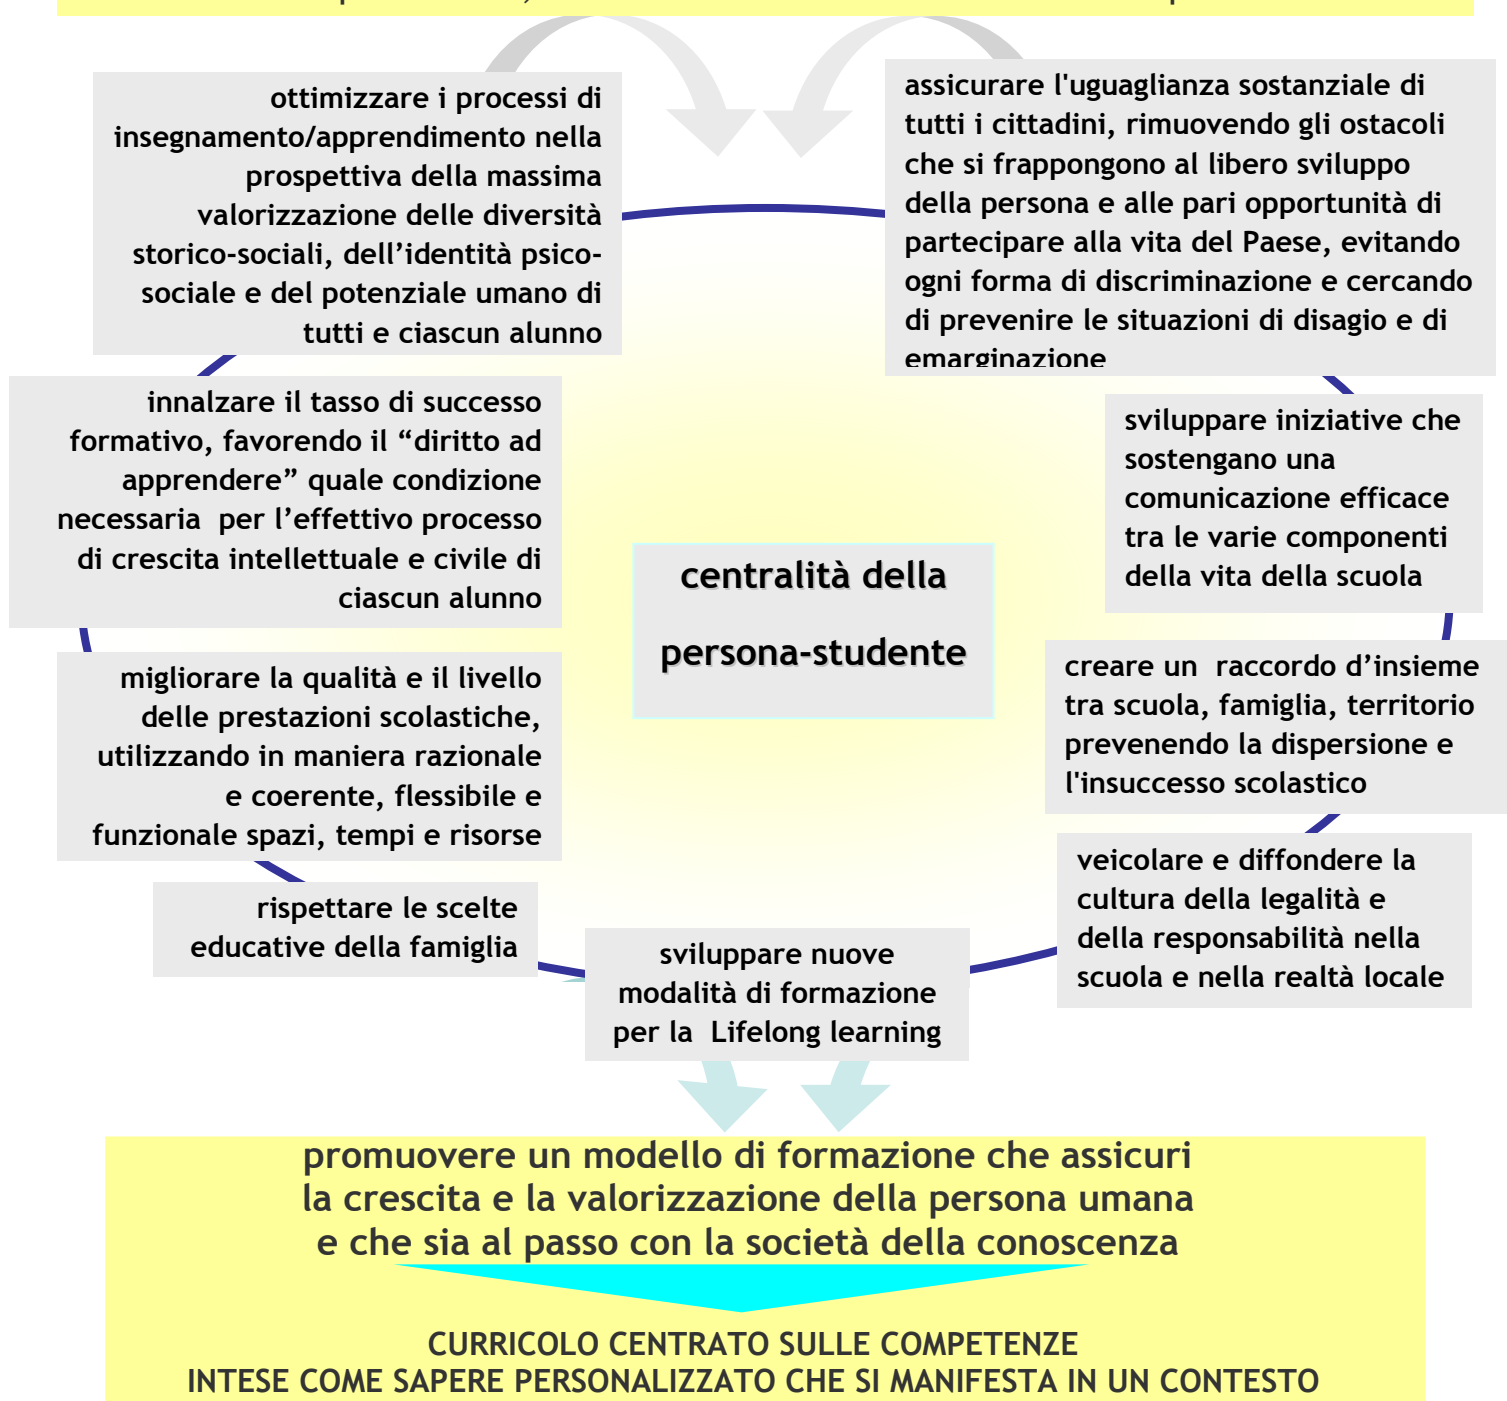 ottimizzare i processi di
insegnamento/apprendimento nella
prospettiva della massima
valorizzazione delle diversità
storico-sociali, dell’identità psico-
sociale e del potenziale umano di
tutti e ciascun alunno
assicurare l'uguaglianza sostanziale di
tutti i cittadini, rimuovendo gli ostacoli
che si frappongono al libero sviluppo
della persona e alle pari opportunità di
partecipare alla vita del Paese, evitando
ogni forma di discriminazione e cercando
di prevenire le situazioni di disagio e di
emarginazione
innalzare il tasso di successo
formativo, favorendo il “diritto ad
apprendere” quale condizione
necessaria  per l’effettivo processo
di crescita intellettuale e civile di
ciascun alunno
sviluppare iniziative che
sostengano una
comunicazione efficace
tra le varie componenti
della vita della scuola
centralità della
persona-studente
migliorare la qualità e il livello
delle prestazioni scolastiche,
utilizzando in maniera razionale
e coerente, flessibile e
funzionale spazi, tempi e risorse
creare un  raccordo d’insieme
tra scuola, famiglia, territorio
prevenendo la dispersione e
l'insuccesso scolastico
rispettare le scelte
educative della famiglia
veicolare e diffondere la
cultura della legalità e
della responsabilità nella
scuola e nella realtà locale
sviluppare nuove
modalità di formazione
per la  Lifelong learning
promuovere un modello di formazione che assicuri
la crescita e la valorizzazione della persona umana
e che sia al passo con la società della conoscenza
CURRICOLO CENTRATO SULLE COMPETENZE
INTESE COME SAPERE PERSONALIZZATO CHE SI MANIFESTA IN UN CONTESTO